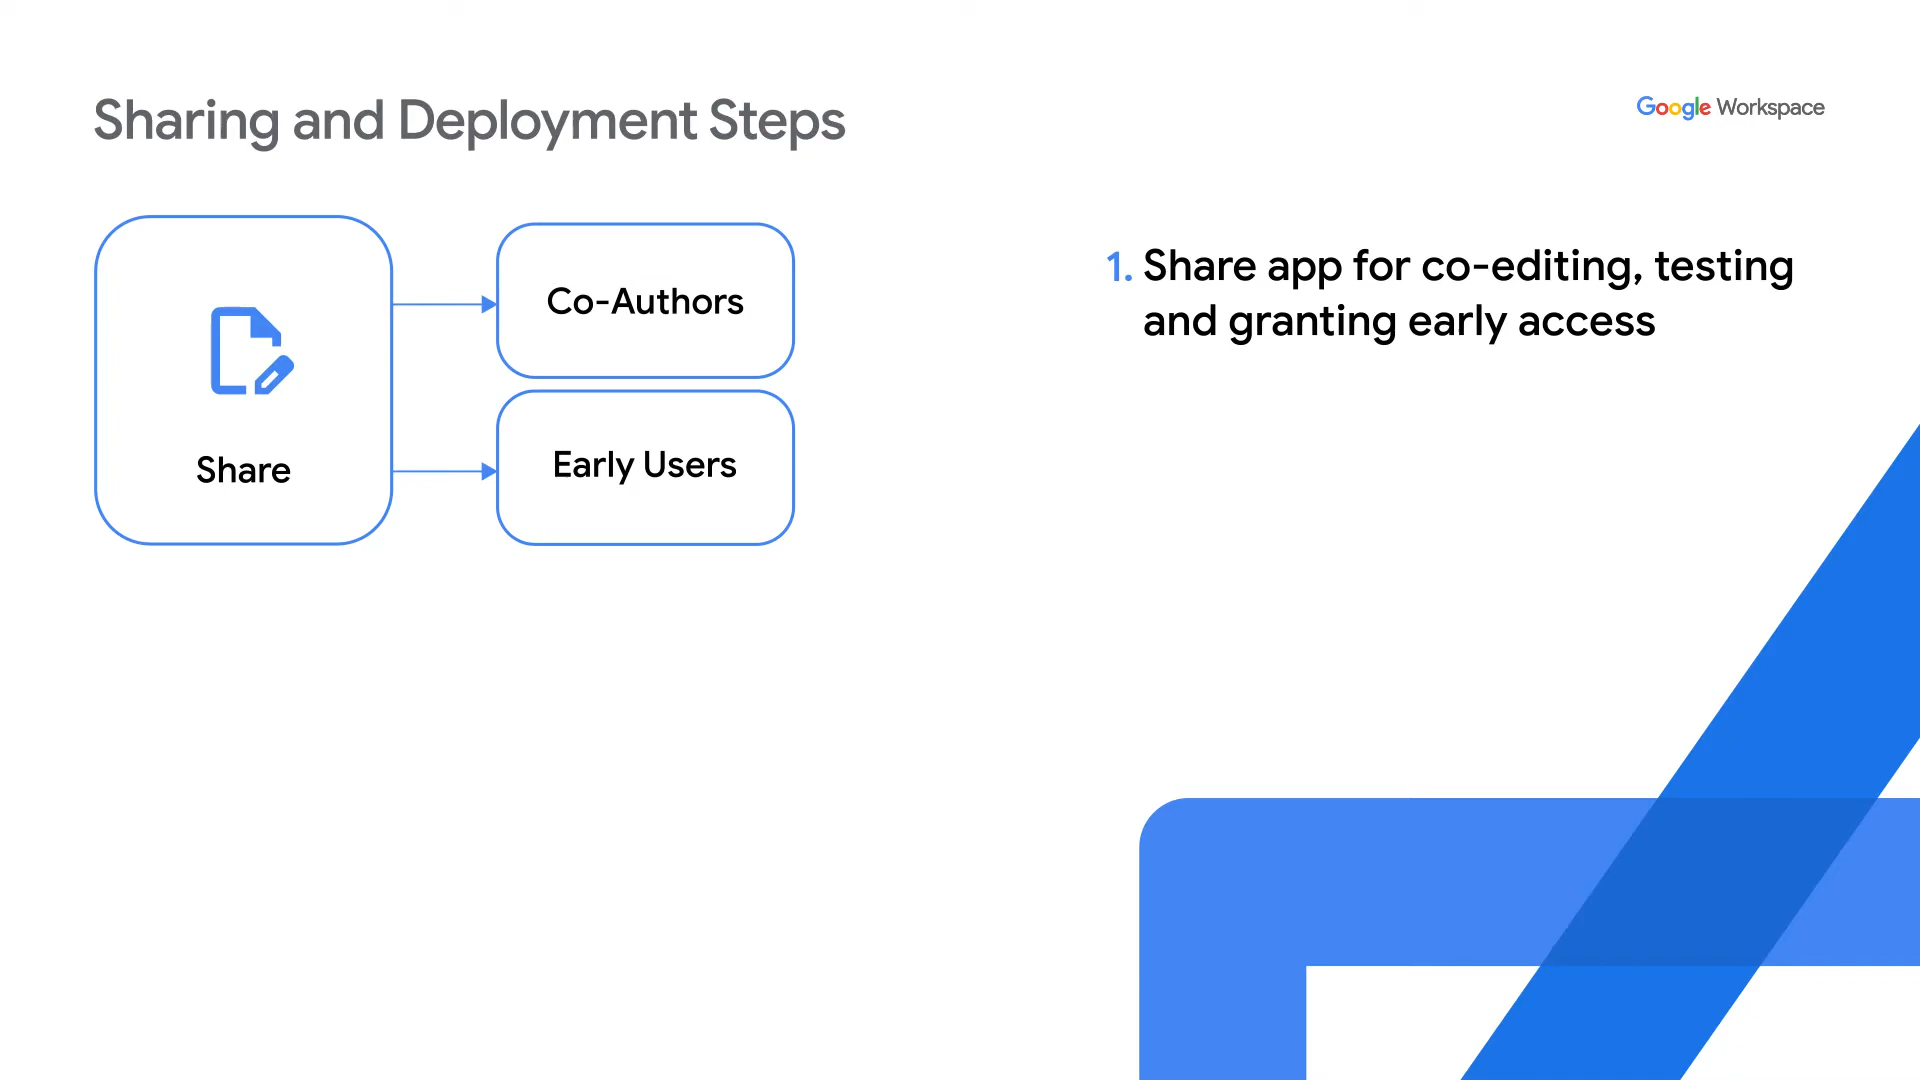 Sharing and Deployment Steps
Google Workspace
Share
Co-Authors
Early Users
1. Share app for co-editing, testing
and granting early access